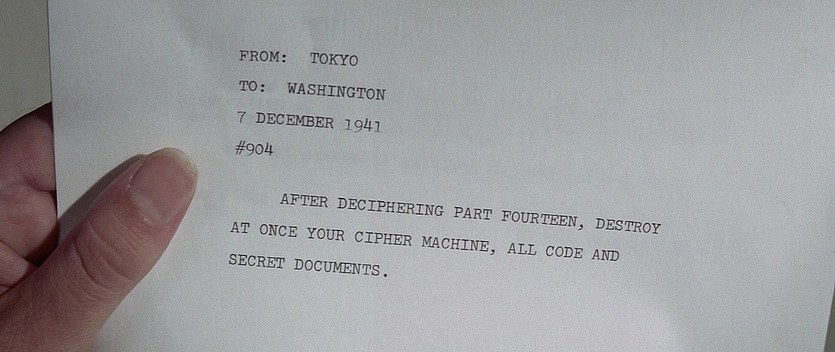 FROM: TOKYO
TO: WASHINGTON
7 DECEMBER 1941
#904
AFTER DECIPHERING PART FOURTEEN, DESTROY
AT ONCE YOUR CIPHER MACHINE, ALL CODE AND
SECRET DOCUMENTS.